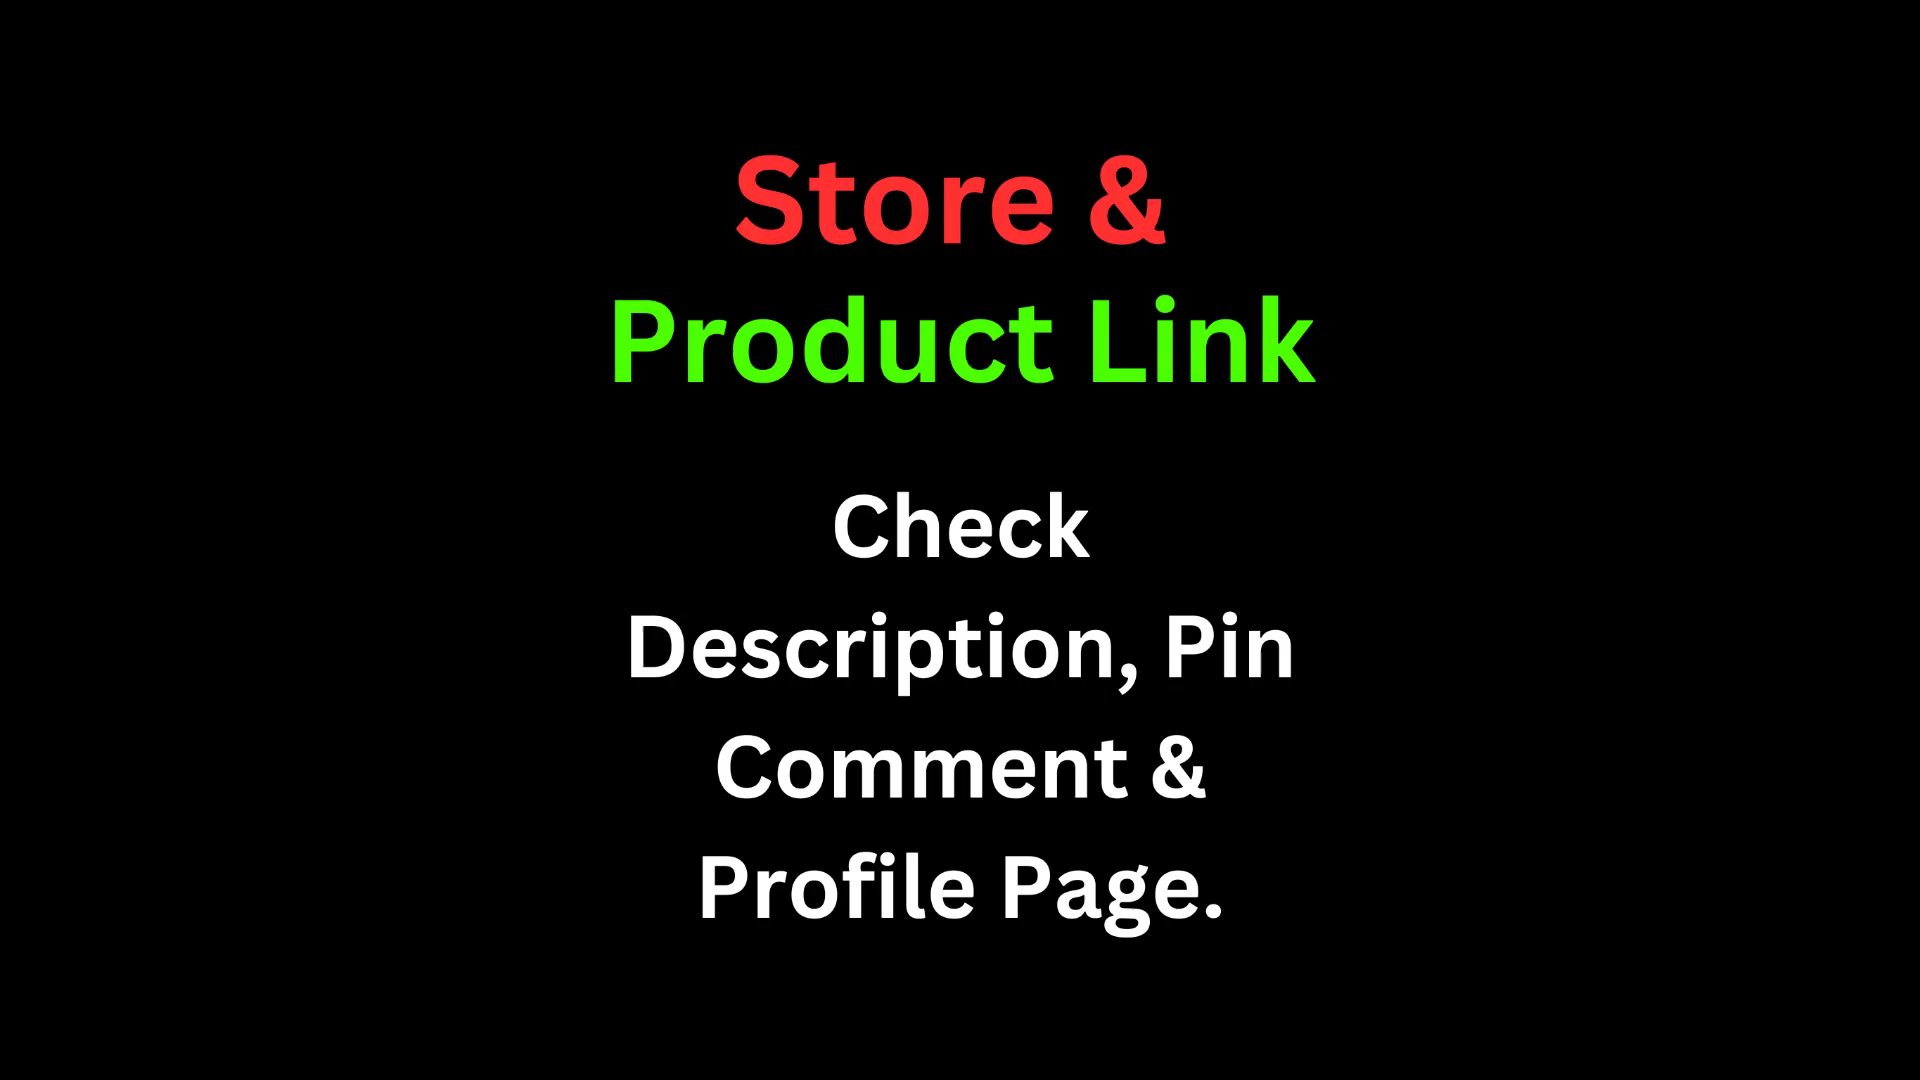 Store &
Product Link
Check
Description, Pin
Comment &
Profile Page.